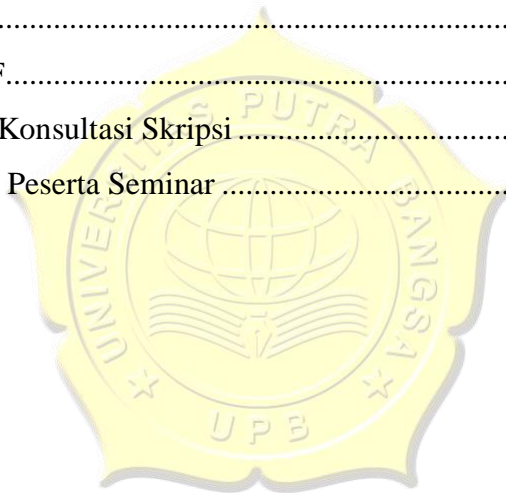 ....................................................................
F....................................................................
Konsultasi Skripsi ....................................
Peserta Seminar ......................................
UNIVERSITAS PUTRA BANGSA
UPB